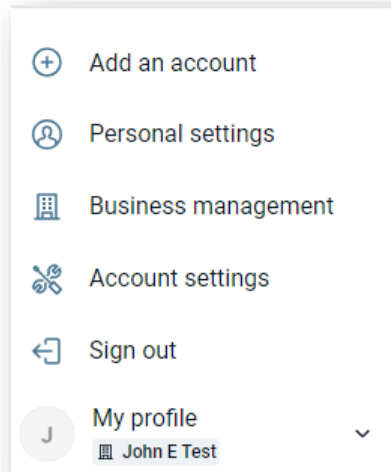 Add an account
Personal settings
Business management
Account settings
Sign out
J
My profile
John E Test